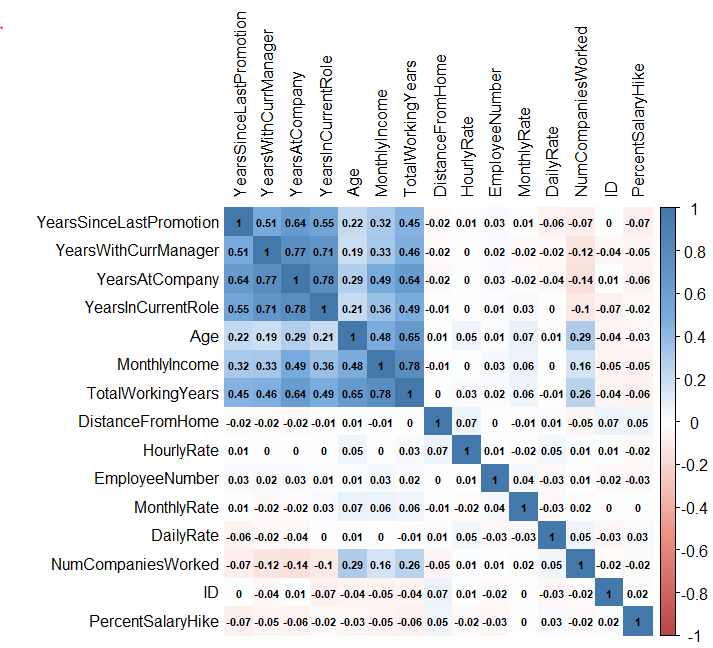 YearsSinceLastPromotion
YearsWithCurrManager
YearsAtCompany
YearsInCurrentRole
Age
MonthlyIncome
TotalWorkingYears
DistanceFromHome
HourlyRate
EmployeeNumber
MonthlyRate
DailyRate
NumCompaniesWorked
ID
PercentSalaryHike
YearsSinceLastPromotion 1 0.51 0.64 0.55 0.22 0.32 0.45 -0.02 0.01 0.03 0.01 -0.06 -0.07 0 -0.07
YearsWithCurrManager 0.51 1 0.77 0.71 0.19 0.33 0.46 -0.02 0 0.02 -0.02 -0.02 -0.12 -0.04 -0.05
YearsAtCompany 0.64 0.77 1 0.78 0.29 0.49 0.64 -0.02 0 0.03 -0.02 -0.04 -0.14 0.01 -0.06
YearsInCurrentRole 0.55 0.71 0.78 1 0.21 0.36 0.49 -0.01 0 0.01 0.03 0 -0.1 -0.07 -0.02
Age 0.22 0.19 0.29 0.21 1 0.48 0.65 0.01 0.05 0.01 0.07 0.01 0.29 -0.04 -0.03
MonthlyIncome 0.32 0.33 0.49 0.36 0.48 1 0.78 -0.01 0 0.03 0.06 0 0.16 -0.05 -0.05
TotalWorkingYears 0.45 0.46 0.64 0.49 0.65 0.78 1 0 0.03 0.02 0.06 -0.01 0.26 -0.04 -0.06
DistanceFromHome -0.02 -0.02 -0.02 -0.01 0.01 -0.01 0 1 0.07 0 -0.01 0.01 -0.05 0.07 0.05
HourlyRate 0.01 0 0 0 0.05 0 0.03 0.07 1 0.01 -0.02 0.05 0.01 0.01 -0.02
EmployeeNumber 0.03 0.02 0.03 0.01 0.01 0.03 0.02 0 0.01 1 0.04 -0.03 0.01 -0.02 -0.03
MonthlyRate 0.01 -0.02 -0.02 0.03 0.07 0.06 0.06 -0.01 -0.02 0.04 1 -0.03 0.02 0 0
DailyRate -0.06 -0.02 -0.04 0 0.01 0 -0.01 0.01 0.05 -0.03 -0.03 1 0.05 -0.03 0.03
NumCompaniesWorked -0.07 -0.12 -0.14 -0.1 0.29 0.16 0.26 -0.05 0.01 0.01 0.02 0.05 1 -0.02 -0.02
ID 0 -0.04 0.01 -0.07 -0.04 -0.05 -0.04 0.07 0.01 -0.02 0 -0.03 -0.02 1 0.02
PercentSalaryHike -0.07 -0.05 -0.06 -0.02 -0.03 -0.05 -0.06 0.05 -0.02 -0.03 0 0.03 -0.02 0.02 1
1
0.8
0.6
0.4
0.2
0
-0.2
-0.4
-0.6
-0.8
-1